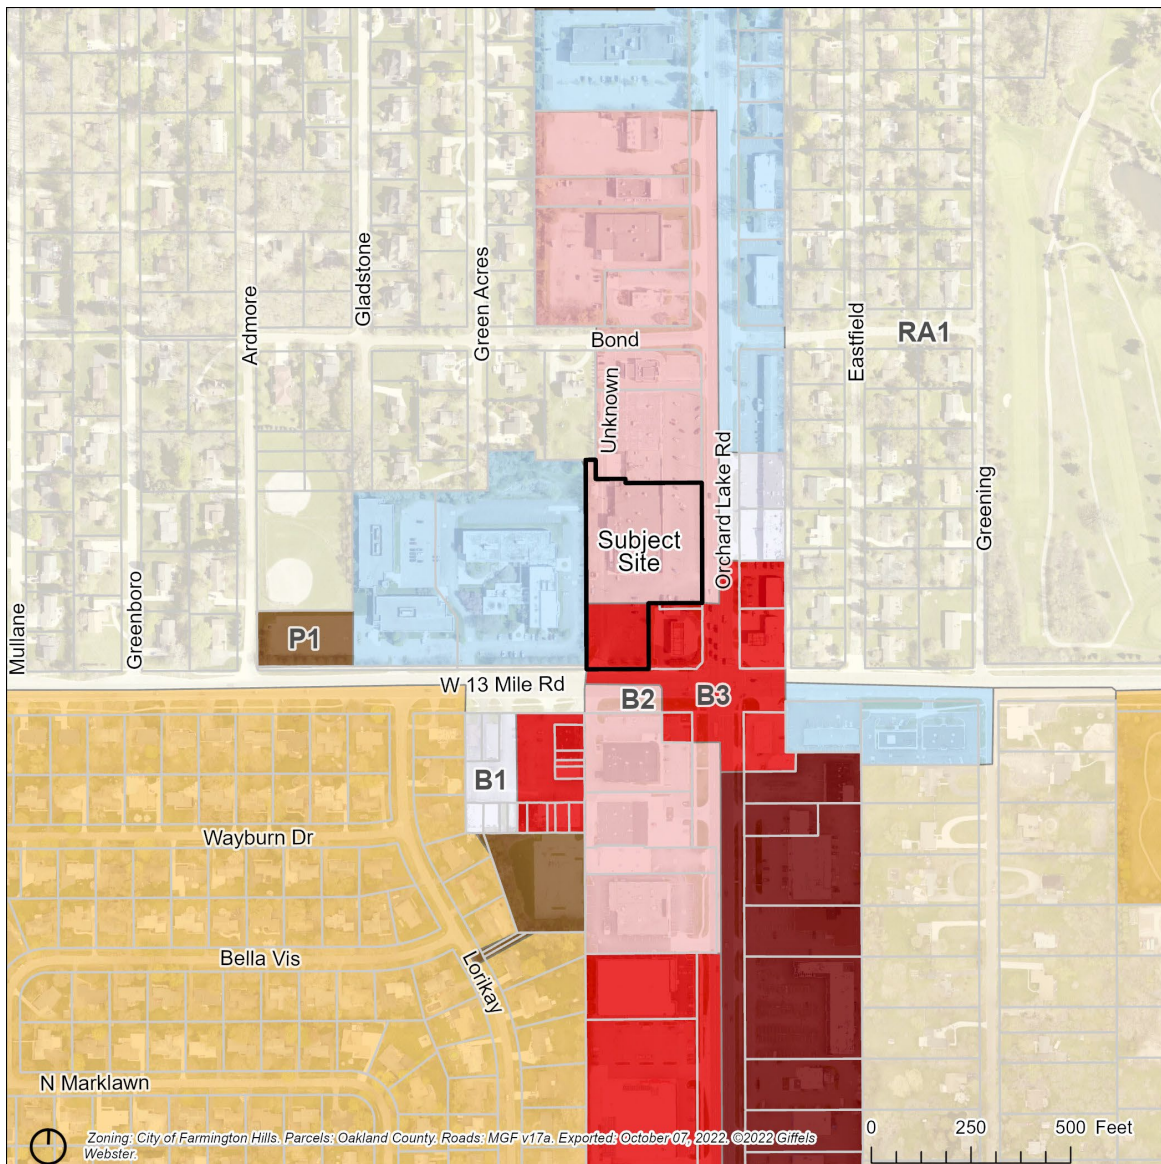 Gladstone
Green Acres
Ardmore
Bond
Eastfield
RA1
Unknown
Orchard Lake Rd
Greening
Subject
Site
Mullane
Greenboro
P1
W 13 Mile Rd
B2
B3
B1
Wayburn Dr
Bella Vis
Lorikay
N Marklawn
0 250 500 Feet
Zoning: City of Farmington Hills. Parcels: Oakland County. Roads: MGF v17a. Exported: October 07, 2022. ©2022 Giffels
Webster.